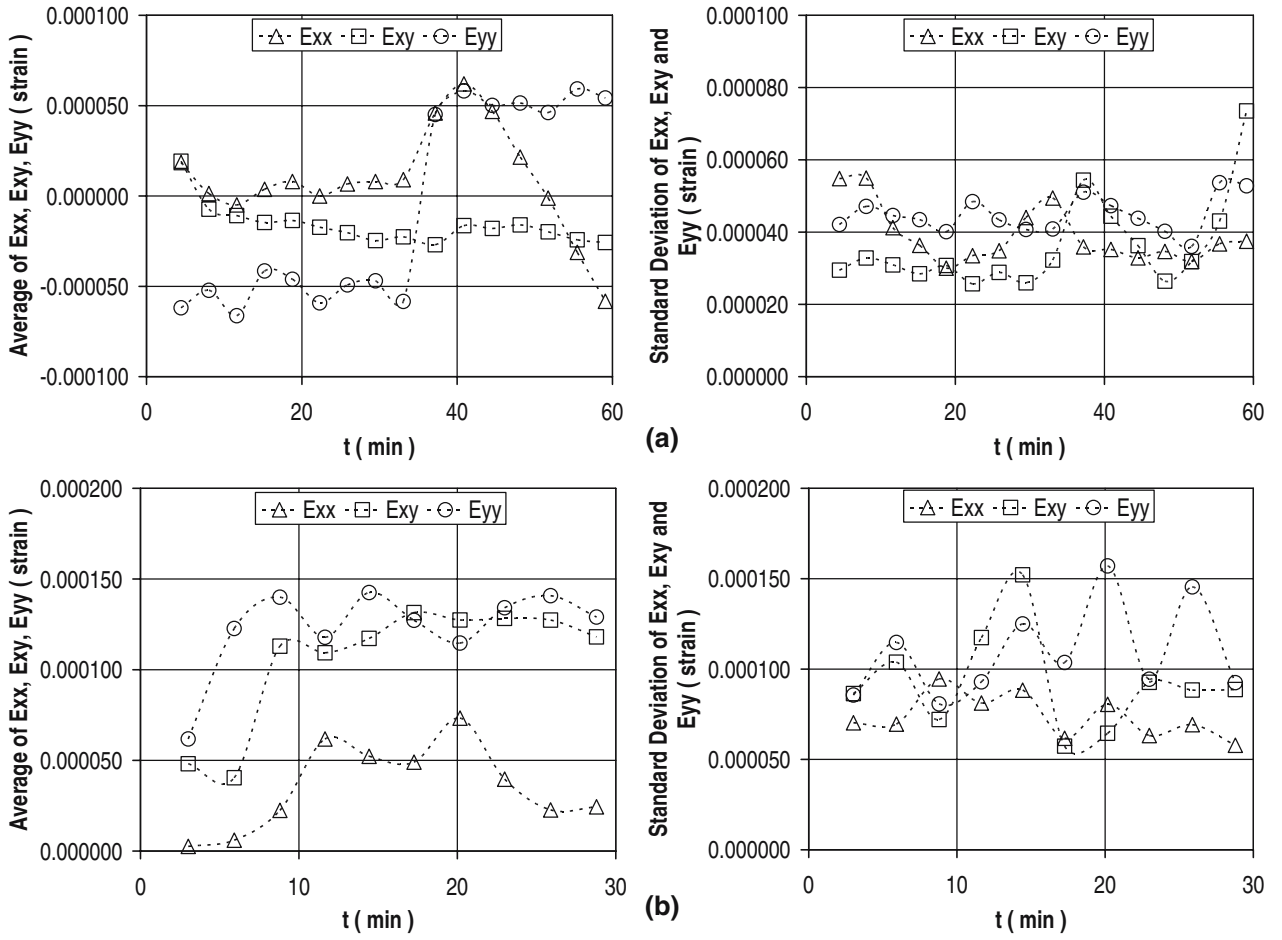 Average of Exx, Exy, Eyy ( strain )
0.000100
0.000050
0.000000
-0.000050
-0.000100
Exx Exy Eyy
0 20 40 60
t ( min )
Standard Deviation of Exx, Exy and
Eyy ( strain )
0.000100
0.000080
0.000060
0.000040
0.000020
0.000000
Exx Exy Eyy
0 20 40 60
t ( min )
(a)
Average of Exx, Exy, Eyy ( strain )
0.000200
0.000150
0.000100
0.000050
0.000000
Exx Exy Eyy
0 10 20 30
t ( min )
Standard Deviation of Exx, Exy and
Eyy ( strain )
0.000200
0.000150
0.000100
0.000050
0.000000
Exx Exy Eyy
0 10 20 30
t ( min )
(b)